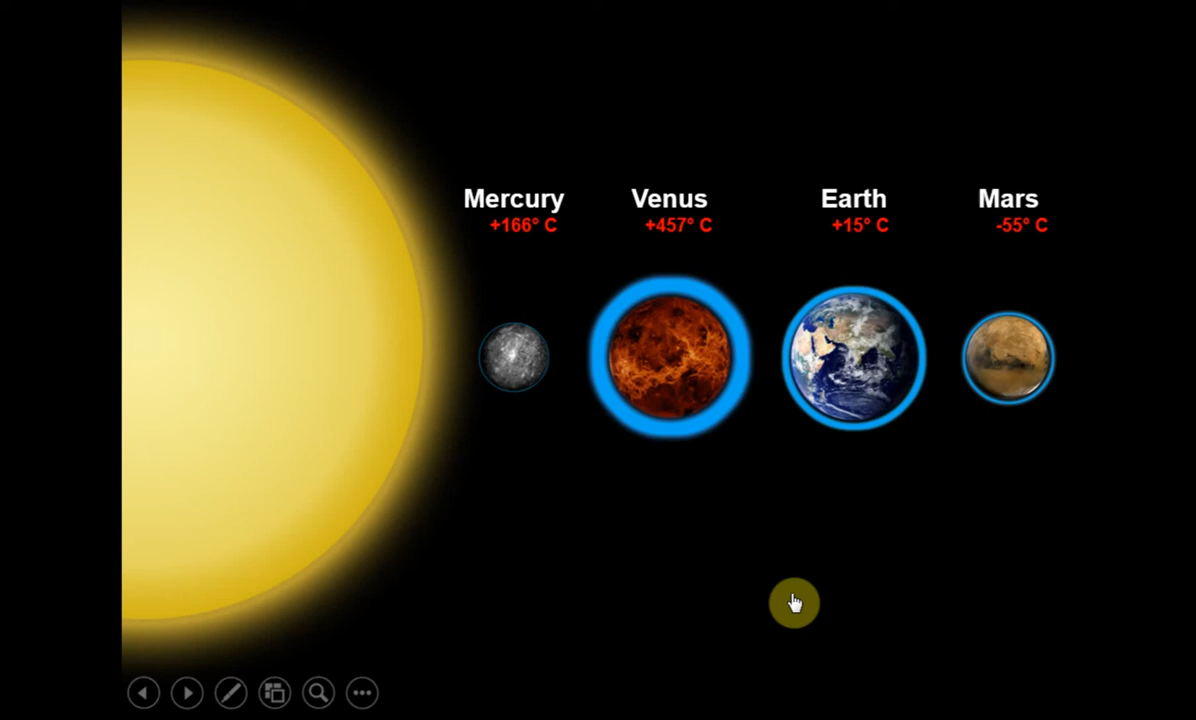 Mercury
+166° C
Venus
+457° C
Earth
+15° C
Mars
-55° C